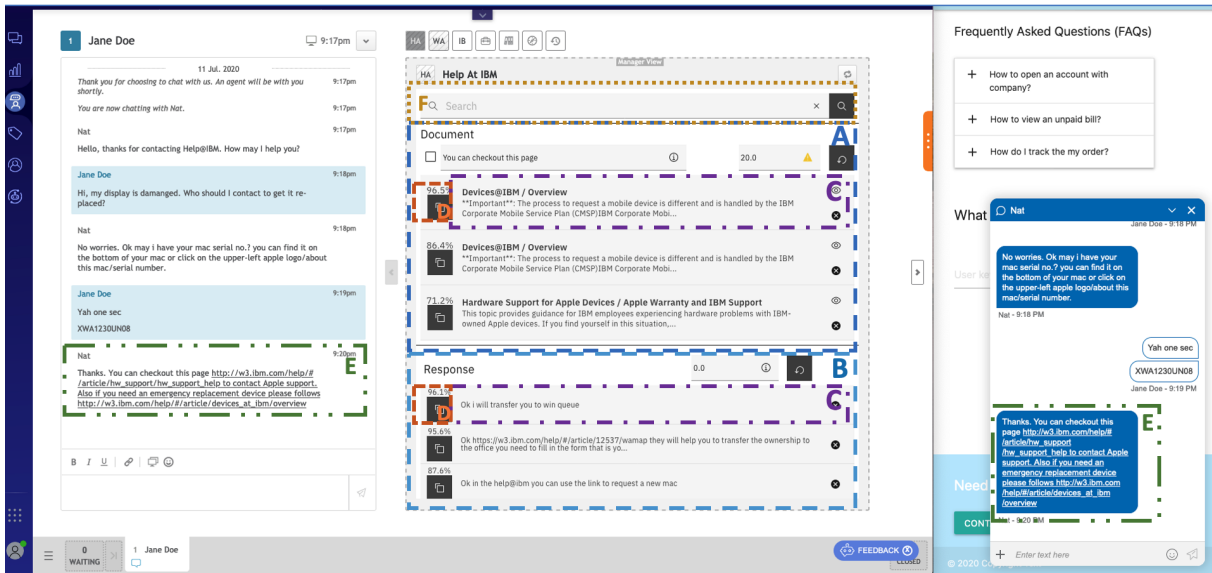 1 Jane Doe 9:17pm
11 Jul. 2020
Thank you for choosing to chat with us. An agent will be with you 9:17pm
shortly.
You are now chatting with Nat. 9:17pm
Nat 9:17pm
Hello, thanks for contacting Help@IBM. How may I help you?
Jane Doe 9:18pm
Hi, my display is damanged. Who should I contact to get it re-
placed?
Nat 9:18pm
No worries. Ok may i have your mac serial no.? you can find it on
the bottom of your mac or click on the upper-left apple logo/about
this mac/serial number.
Jane Doe 9:19pm
Yah one sec
XWA1230UN08
Nat 9:20pm
E
Thanks. You can checkout this page http://w3.ibm.com/help/#
/article/hw_support/hw_support_help to contact Apple support.
Also if you need an emergency replacement device please follows
http://w3.ibm.com/help/#/article/devices_at_ibm/overview
B I U
0
WAITING
1 Jane Doe
HA WA IB
Manager View
HA Help At IBM
F Search
Document A
You can checkout this page 20.0
96.5% Devices@IBM / Overview C
D **Important**: The process to request a mobile device is different and is handled by the IBM
Corporate Mobile Service Plan (CMSP)IBM Corporate Mobi...
86.4% Devices@IBM / Overview
**Important**: The process to request a mobile device is different and is handled by the IBM
Corporate Mobile Service Plan (CMSP)IBM Corporate Mobi...
71.2% Hardware Support for Apple Devices / Apple Warranty and IBM Support
This topic provides guidance for IBM employees experiencing hardware problems with IBM-
owned Apple devices. If you find yourself in this situation,...
Response 0.0 B
96.1%
D Ok i will transfer you to win queue C
95.6%
Ok https://w3.ibm.com/help/#/article/12537/wamap they will help you to transfer the ownership to
the office you need to fill in the form that is yo...
87.6%
Ok in the help@ibm you can use the link to request a new mac
FEEDBACK
CLOSED
Frequently Asked Questions (FAQs)
+ How to open an account with
company?
+ How to view an unpaid bill?
+ How do I track the my order?
What
User ke
Need
CONT
© 2020 C
Nat
Jane Doe - 9:18 PM
No worries. Ok may i have your
mac serial no.? you can find it on
the bottom of your mac or click on
the upper-left apple logo/about this
mac/serial number.
Nat - 9:18 PM
Yah one sec
XWA1230UN08
Jane Doe - 9:19 PM
E
Thanks. You can checkout this
page http://w3.ibm.com/help/#
/article/hw_support
/hw_support_help to contact Apple
support. Also if you need an
emergency replacement device
please follows http://w3.ibm.com
/help/#/article/devices_at_ibm
/overview
Nat - 9:20 PM
+ Enter text here